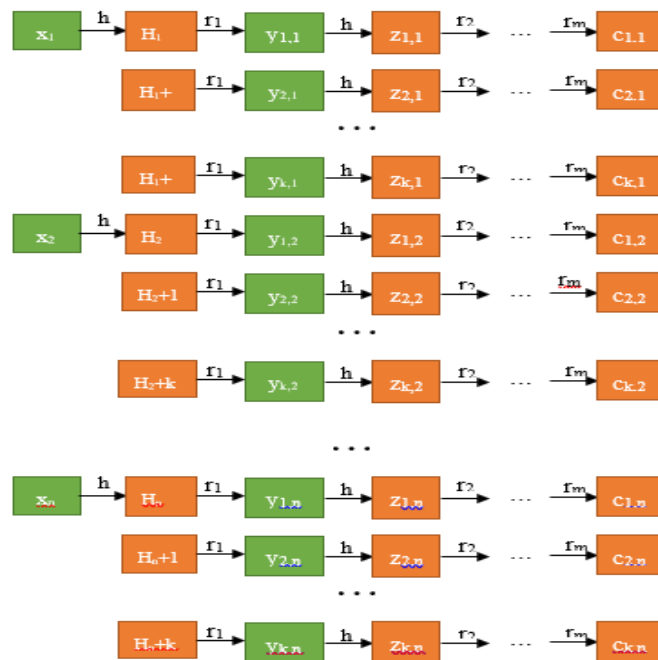 x₁ h H₁ r₁ y₁,₁ h z₁,₁ r₂ ... rₘ c₁.₁
H₁+ r₁ y₂,₁ h z₂,₁ r₂ ... rₘ c₂.₁
...
H₁+ r₁ yₖ,₁ h zₖ,₁ r₂ ... rₘ cₖ,₁
x₂ h H₂ r₁ y₁,₂ h z₁,₂ r₂ ... rₘ c₁,₂
H₂+1 r₁ y₂,₂ h z₂,₂ r₂ ... rₘ c₂,₂
...
H₂+k r₁ yₖ,₂ h zₖ,₂ r₂ ... rₘ cₖ.₂
...
xₙ h Hₙ r₁ y₁,ₙ h z₁,ₙ r₂ ... rₘ c₁,ₙ
Hₙ+1 r₁ y₂,ₙ h z₂,ₙ r₂ ... rₘ c₂,ₙ
...
Hₙ+k r₁ yₖ,ₙ h zₖ,ₙ r₂ ... rₘ cₖ,ₙ